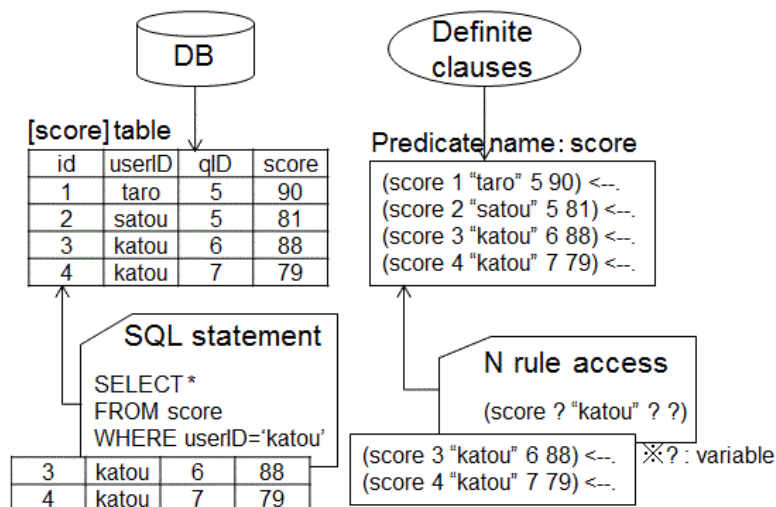 DB
[score] table
id userID qID score
1 taro 5 90
2 satou 5 81
3 katou 6 88
4 katou 7 79
SQL statement
SELECT *
FROM score
WHERE userID='katou'
3 katou 6 88
4 katou 7 79
Definite
clauses
Predicate name: score
(score 1 "taro" 5 90) <--.
(score 2 "satou" 5 81) <--.
(score 3 "katou" 6 88) <--.
(score 4 "katou" 7 79) <--.
N rule access
(score ? "katou" ? ?)
(score 3 "katou" 6 88) <--.
(score 4 "katou" 7 79) <--.
※? : variable